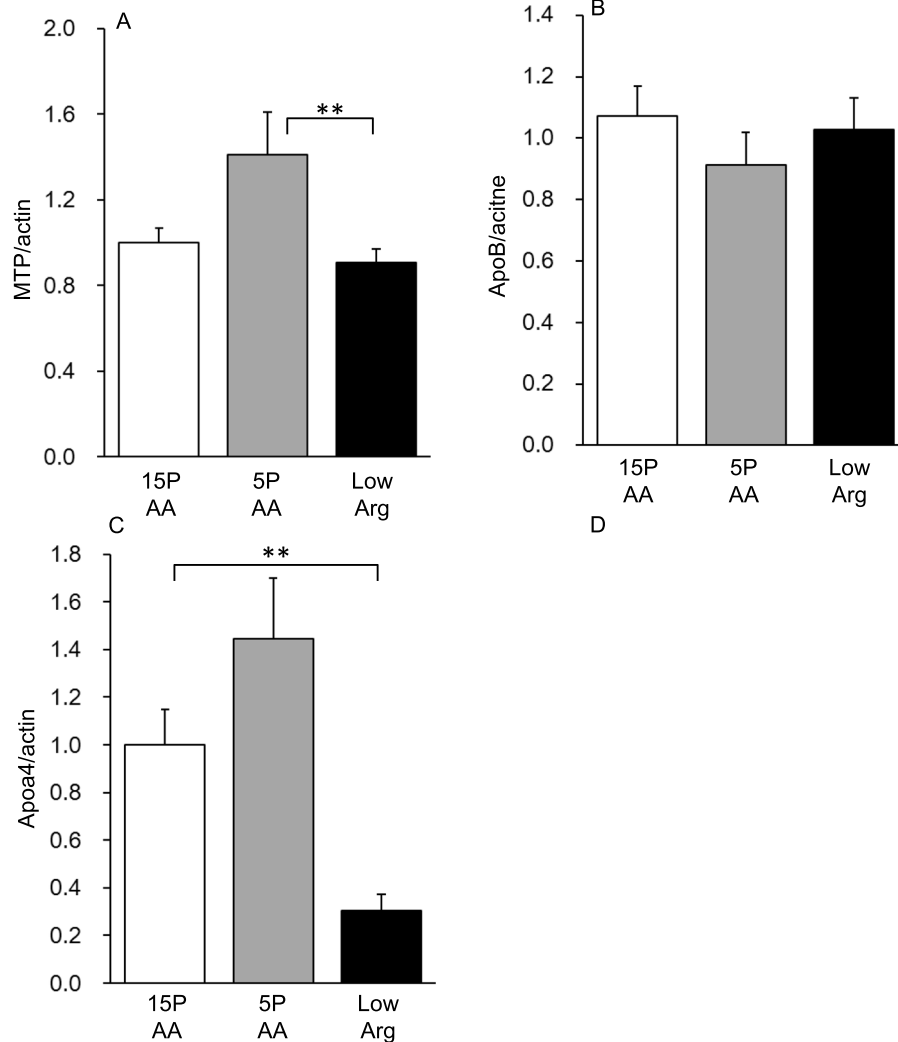 A
2.0
1.6
1.2
0.8
0.4
0.0
MTP/actin
**
15P
AA
5P
AA
Low
Arg
B
1.4
1.2
1.0
0.8
0.6
0.4
0.2
0.0
ApoB/acitne
15P
AA
5P
AA
Low
Arg
C
1.8
1.6
1.4
1.2
1.0
0.8
0.6
0.4
0.2
0.0
Apoa4/actin
**
15P
AA
5P
AA
Low
Arg
D